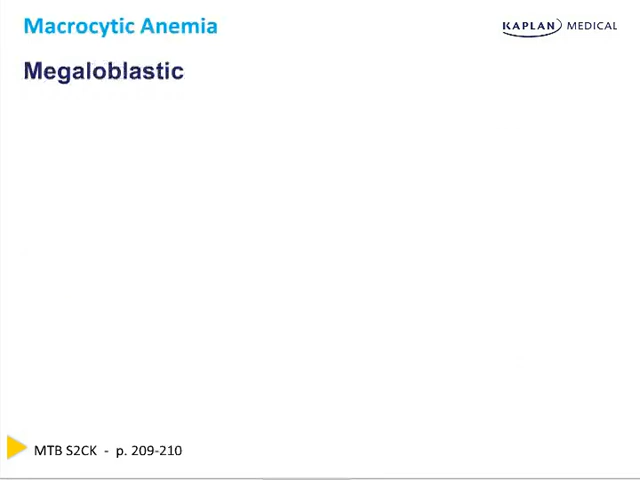 Macrocytic Anemia
KAPLAN MEDICAL
Megaloblastic
MTB S2CK - p. 209-210